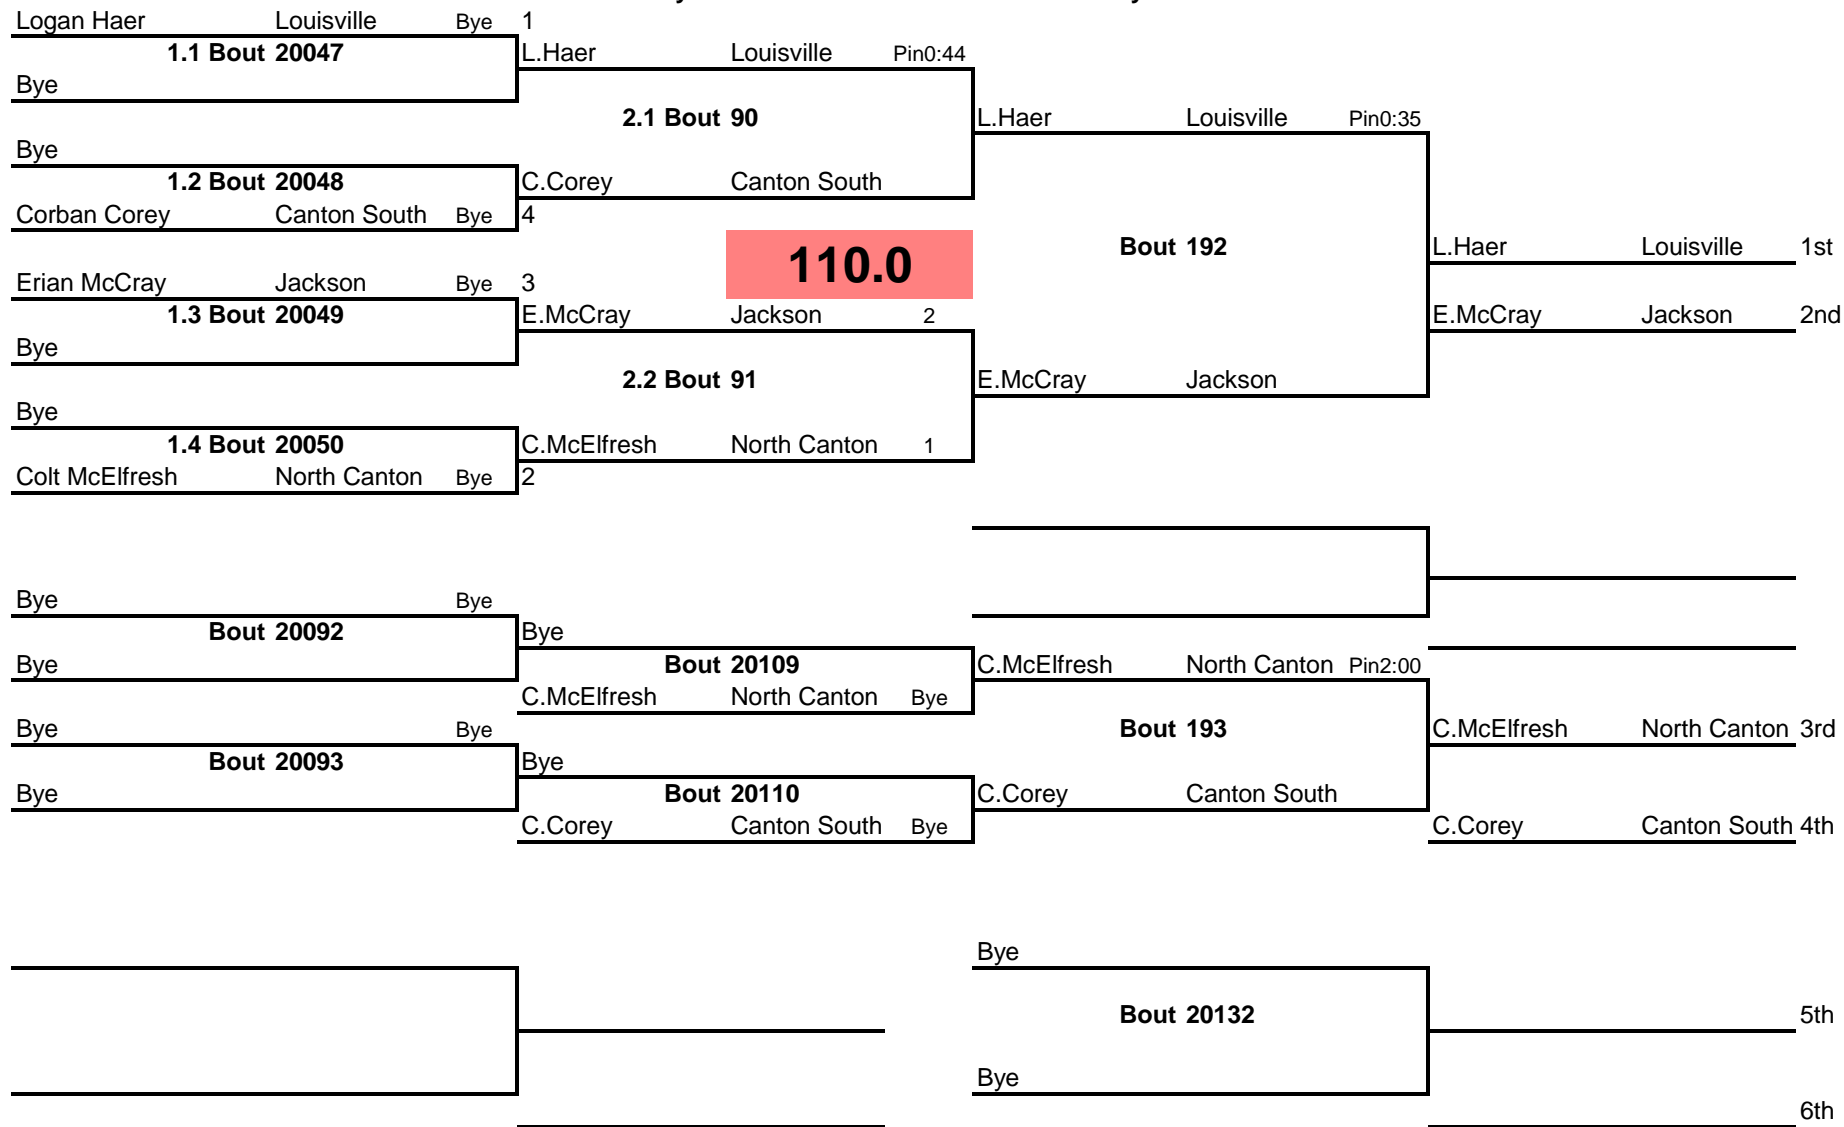 Logan Haer Louisville Bye 1
1.1 Bout 20047 L.Haer Louisville Pin0:44
Bye
2.1 Bout 90 L.Haer Louisville Pin0:35
Bye
1.2 Bout 20048 C.Corey Canton South
Corban Corey Canton South Bye 4
110.0 Bout 192 L.Haer Louisville 1st
Erian McCray Jackson Bye 3
1.3 Bout 20049 E.McCray Jackson 2 E.McCray Jackson 2nd
Bye
2.2 Bout 91 E.McCray Jackson
Bye
1.4 Bout 20050 C.McElfresh North Canton 1
Colt McElfresh North Canton Bye 2
Bye Bye
Bout 20092 Bye
Bye Bout 20109 C.McElfresh North Canton Pin2:00
C.McElfresh North Canton Bye
Bye Bye Bout 193 C.McElfresh North Canton 3rd
Bout 20093 Bye
Bye Bout 20110 C.Corey Canton South
C.Corey Canton South Bye C.Corey Canton South 4th
Bye
Bout 20132 5th
Bye
6th